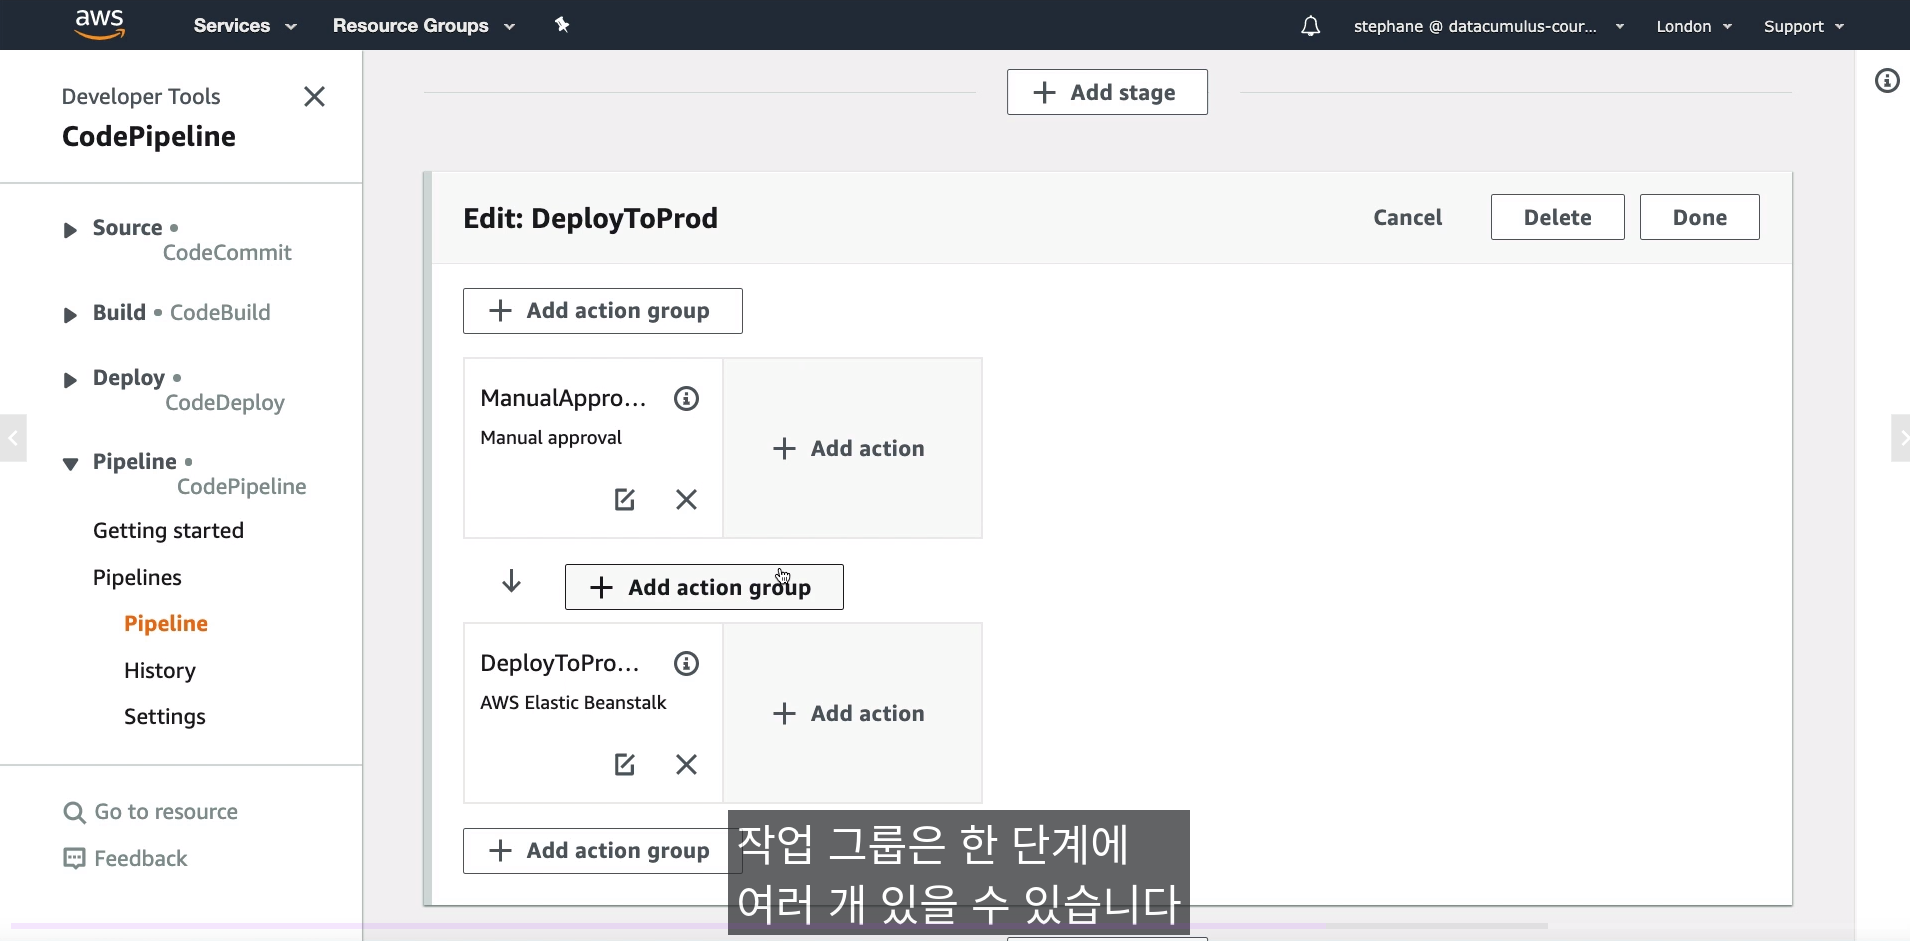 aws Services Resource Groups stephane @ datacumulus-cour... London Support
Developer Tools
CodePipeline
Source
CodeCommit
Build • CodeBuild
Deploy
CodeDeploy
Pipeline
CodePipeline
Getting started
Pipelines
Pipeline
History
Settings
Go to resource
Feedback
Add stage
Edit: DeployToProd
Cancel
Delete
Done
Add action group
ManualAppro...
Manual approval
Add action
Add action group
DeployToPro...
AWS Elastic Beanstalk
Add action
Add action group
작업 그룹은 한 단계에
여러 개 있을 수 있습니다